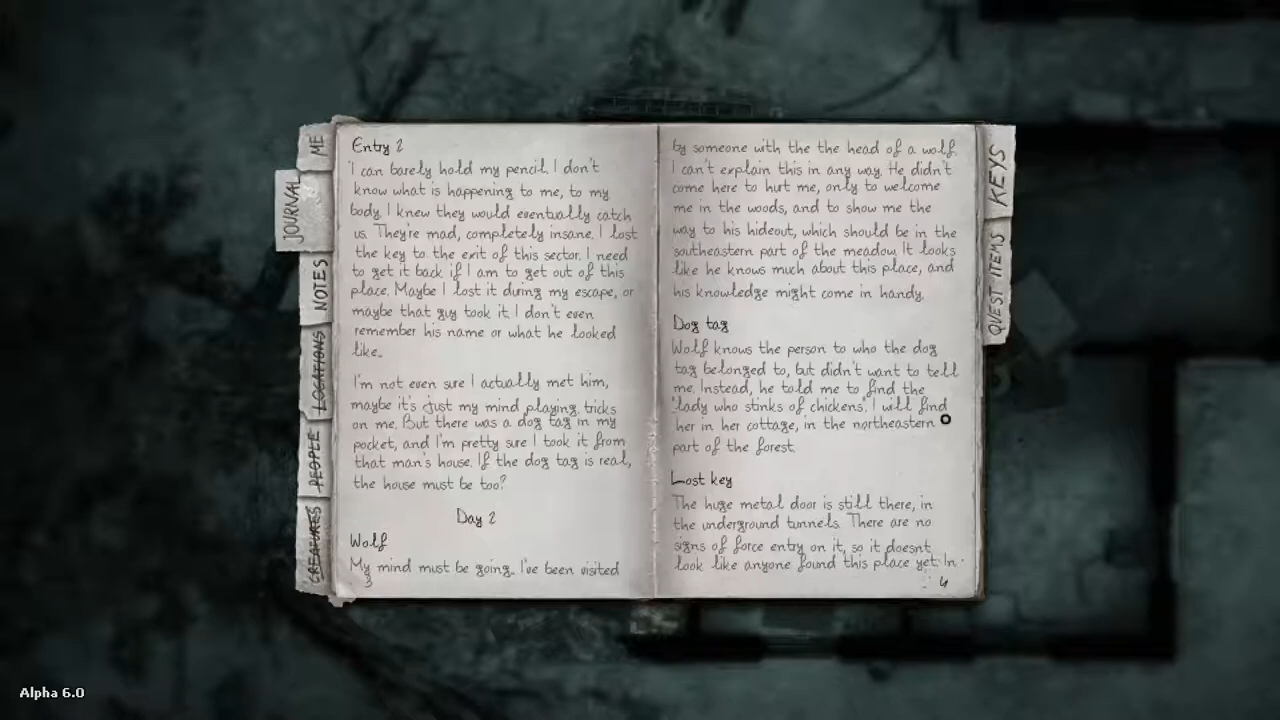 ME
JOURNAL
NOTES
LOCATIONS
PEOPLE
CREATURES
Entry 2
I can barely hold my pencil. I don't
know what is happening to me, to my
body. I knew they would eventually catch
us. They're mad, completely insane. I lost
the key to the exit of this sector. I need
to get it back if I am to get out of this
place. Maybe I lost it during my escape, or
maybe that guy took it. I don't even
remember his name or what he looked
like...
I'm not even sure I actually met him,
maybe it's just my mind playing tricks
on me. But there was a dog tag in my
pocket, and I'm pretty sure I took it from
that man's house. If the dog tag is real,
the house must be too?
Day 2
Wolf
My mind must be going... I've been visited
3
by someone with the the head of a wolf.
I can't explain this in any way. He didn't
come here to hurt me, only to welcome
me in the woods, and to show me the
way to his hideout, which should be in the
southeastern part of the meadow. It looks
like he knows much about this place, and
his knowledge might come in handy.
Dog tag
Wolf knows the person to who the dog
tag belonged to, but didn't want to tell
me. Instead, he told me to find the
"lady who stinks of chickens". I will find
her in her cottage, in the northeastern
part of the forest.
Lost key
The huge metal door is still there, in
the underground tunnels. There are no
signs of force entry on it, so it doesnt
look like anyone found this place yet. In
4
KEYS
QUEST ITEMS
Alpha 6.0